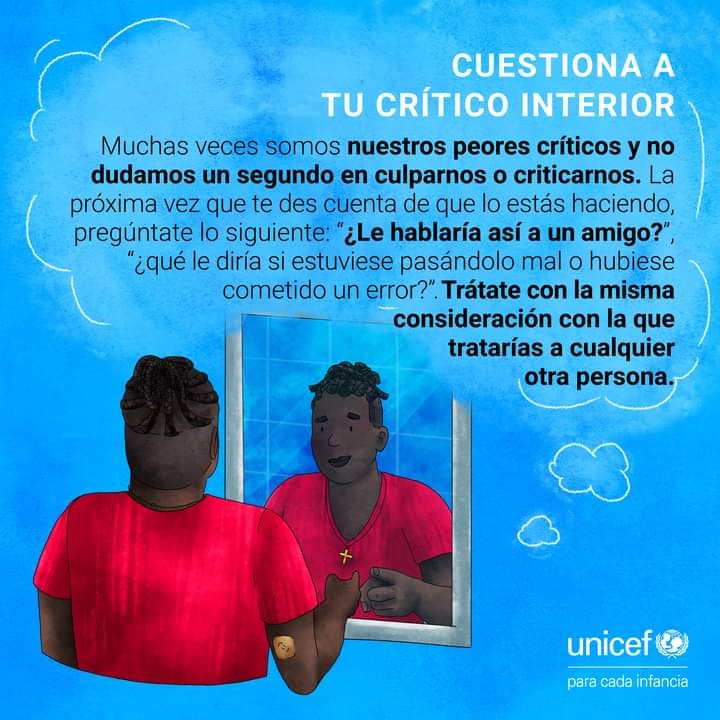 CUESTIONA A
TU CRÍTICO INTERIOR
Muchas veces somos nuestros peores críticos y no
dudamos un segundo en culparnos o criticarnos. La
próxima vez que te des cuenta de que lo estás haciendo,
pregúntate lo siguiente: “¿Le hablaría así a un amigo?”,
“¿qué le diría si estuviese pasándolo mal o hubiese
cometido un error?”. Trátate con la misma
consideración con la que
tratarías a cualquier
otra persona.
unicef
para cada infancia